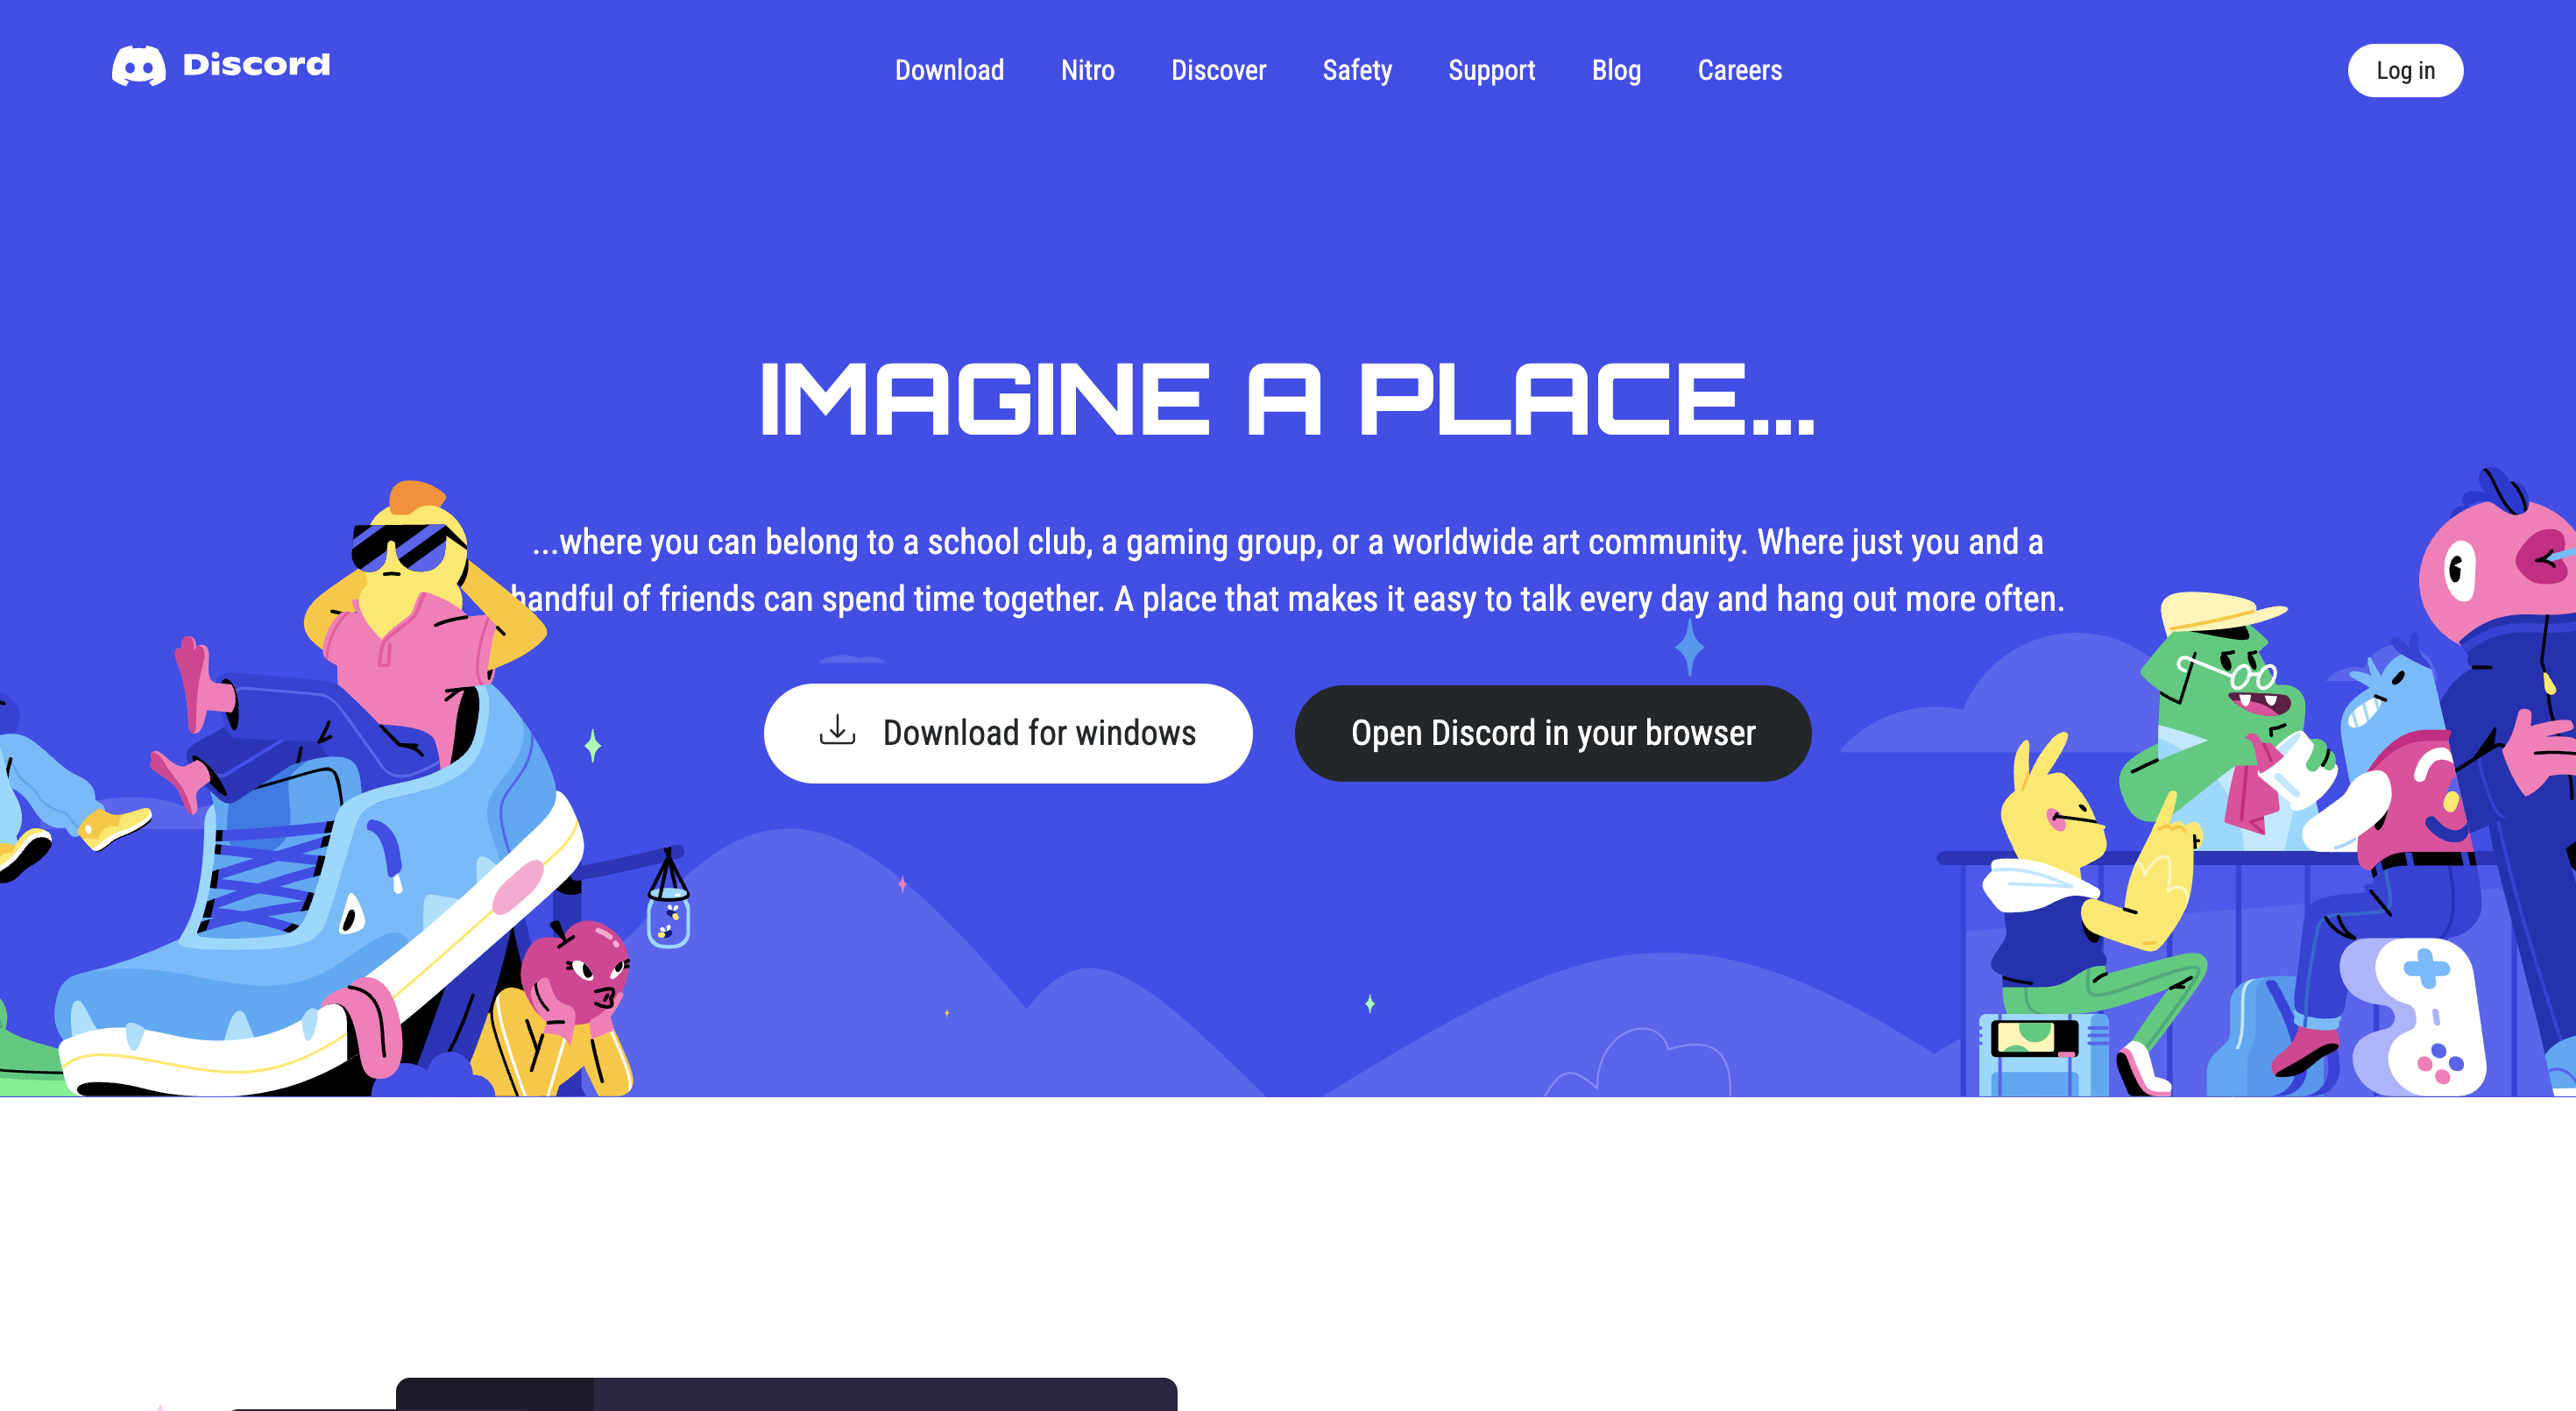 Discord
Download Nitro Discover Safety Support Blog Careers
Log in
IMAGINE A PLACE...
...where you can belong to a school club, a gaming group, or a worldwide art community. Where just you and a
handful of friends can spend time together. A place that makes it easy to talk every day and hang out more often.
Download for windows
Open Discord in your browser